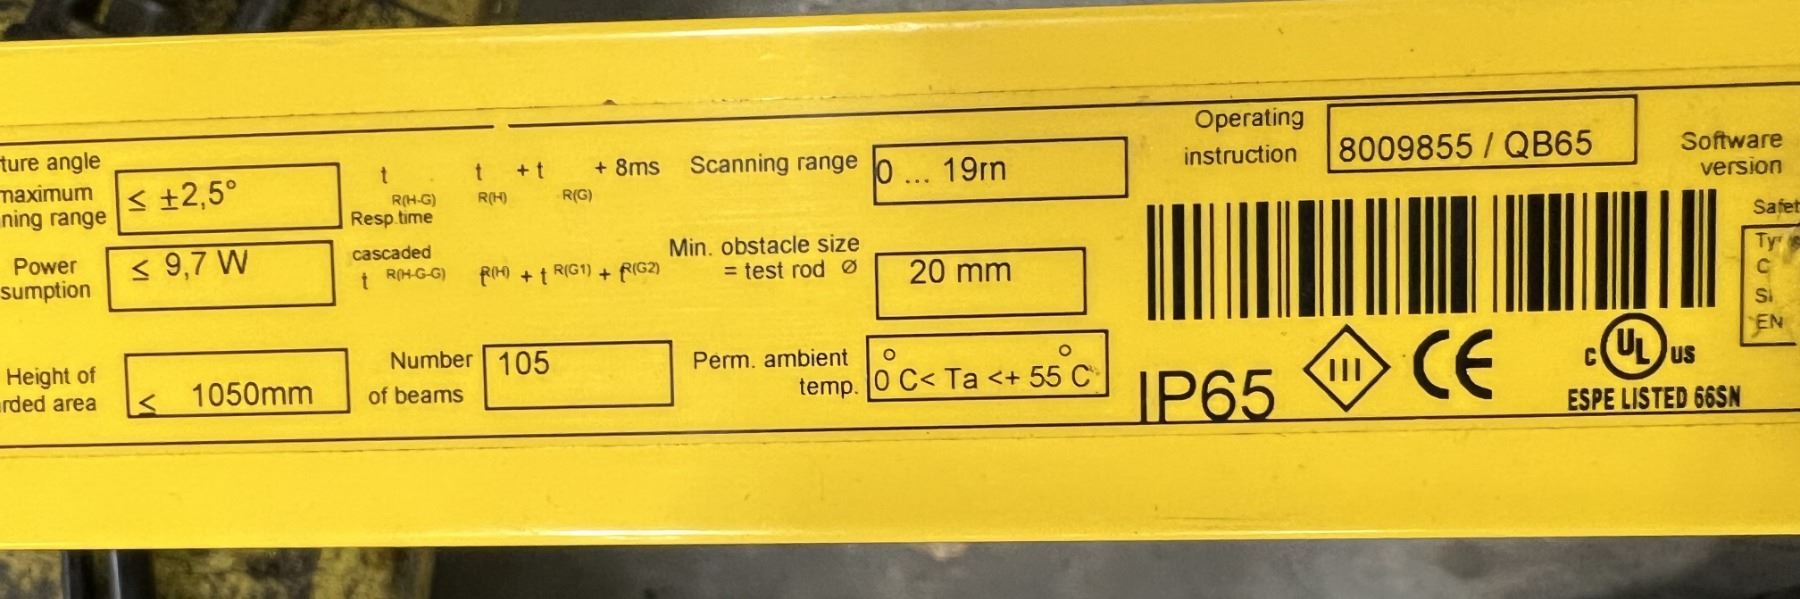 ture angle
maximum
ning range
≤ ±2,5°
t R(H-G) t R(H) + t R(G) + 8ms
Resp.time
Scanning range
0 ... 19m
Operating
instruction
8009855 / QB65
Software
version
Power
sumption
≤ 9,7 W
cascaded
t R(H-G-G) t R(H) + t R(G1) + t R(G2)
Min. obstacle size
= test rod Ø
20 mm
Safet
C
SI
EN
Height of
rded area
≤ 1050mm
Number
of beams
105
Perm. ambient
temp.
0 °C< Ta <+ 55 °C
IP65
III
CE
C UL US
ESPE LISTED 66SN